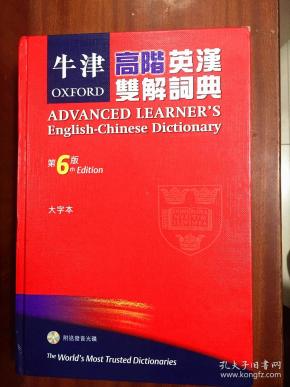 牛津
OXFORD
高階英漢
雙解詞典
ADVANCED LEARNER'S
English-Chinese Dictionary
第6版
th Edition
大字本
附送發音光碟
The World's Most Trusted Dictionaries
孔夫子旧书网